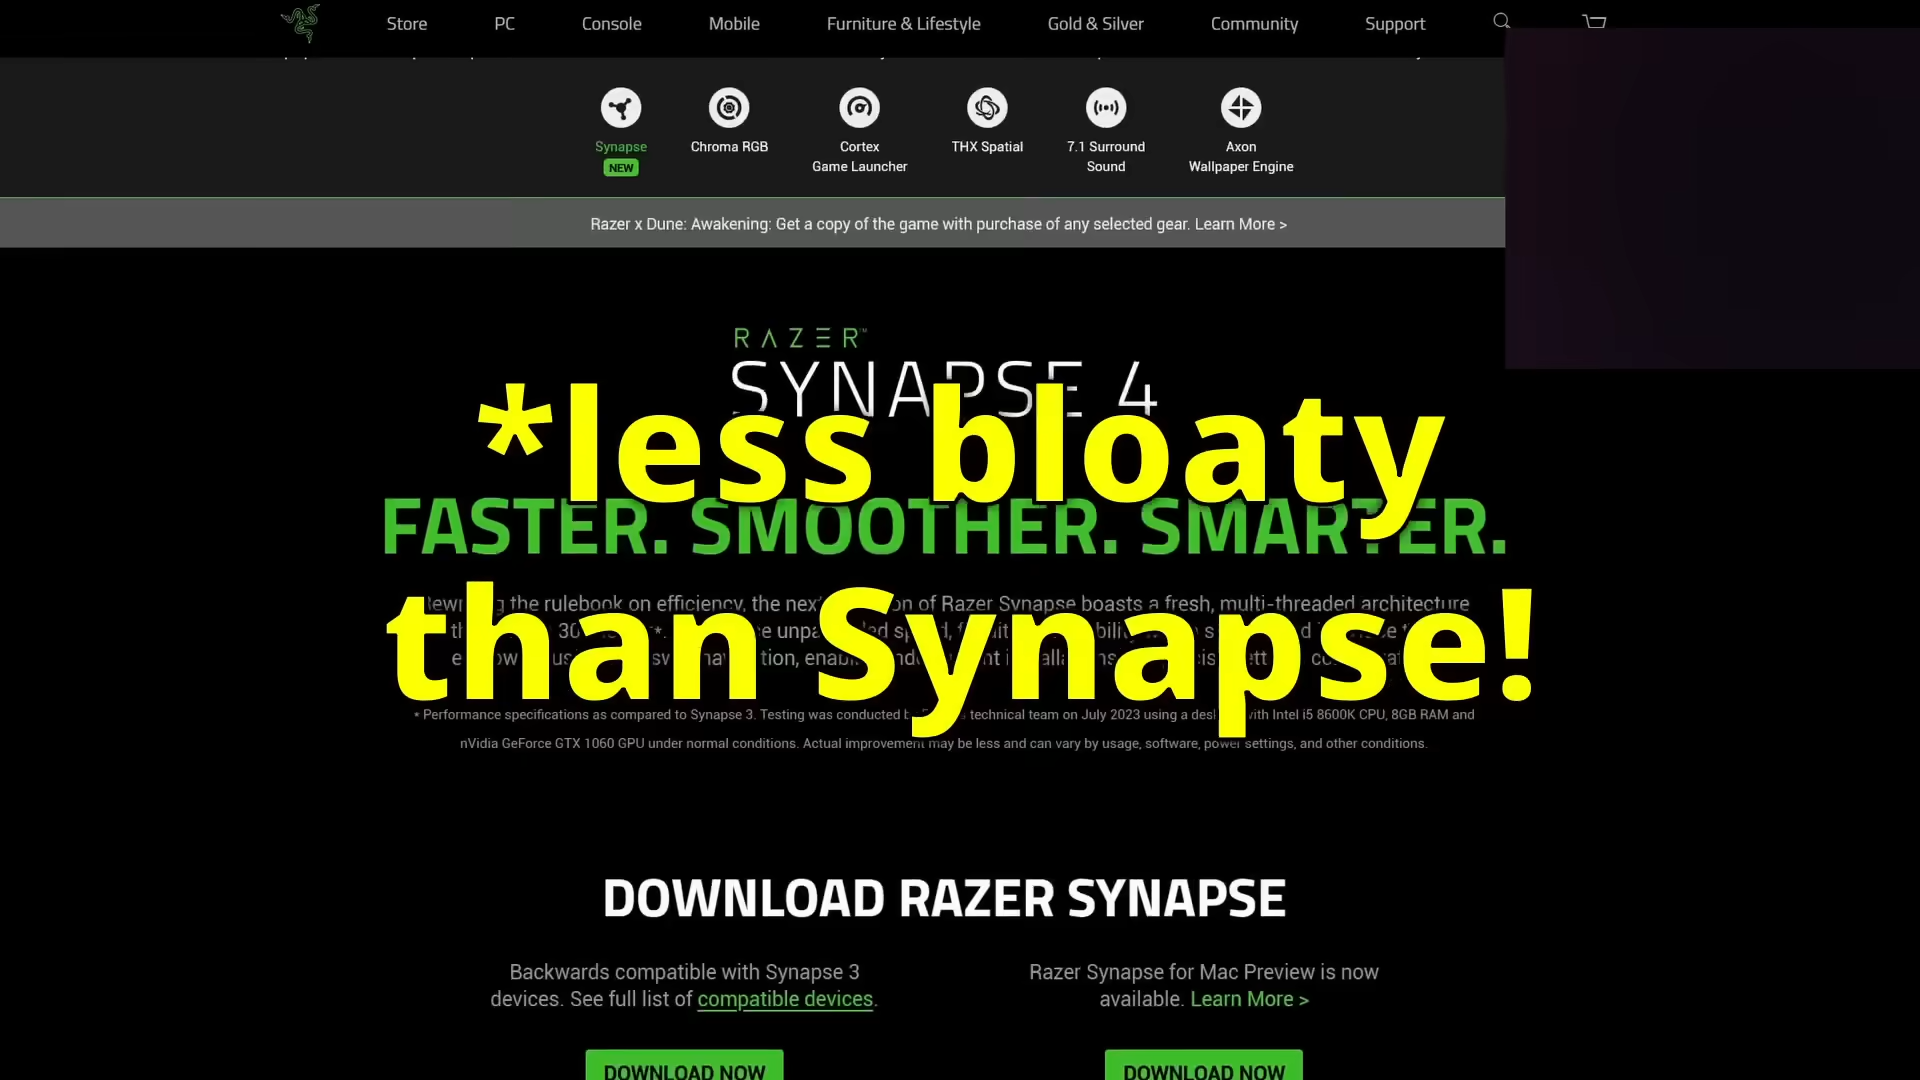 Store PC Console Mobile Furniture & Lifestyle Gold & Silver Community Support
Synapse Chroma RGB Cortex THX Spatial 7.1 Surround Axon
NEW Game Launcher Sound Wallpaper Engine
Razer x Dune: Awakening: Get a copy of the game with purchase of any selected gear. Learn More >
RAZER™
SYNAPSE 4
*less bloaty
FASTER. SMOOTHER. SMARTER.
the rulebook on efficiency, the next of Razer Synapse boasts a fresh, multi-threaded architecture
than Synapse!
* Performance specifications as compared to Synapse 3. Testing was conducted technical team on July 2023 using a with Intel i5 8600K CPU, 8GB RAM and
nVidia GeForce GTX 1060 GPU under normal conditions. Actual improvement may be less and can vary by usage, software, power settings, and other conditions.
DOWNLOAD RAZER SYNAPSE
Backwards compatible with Synapse 3
devices. See full list of compatible devices.
Razer Synapse for Mac Preview is now
available. Learn More >
DOWNLOAD NOW
DOWNLOAD NOW